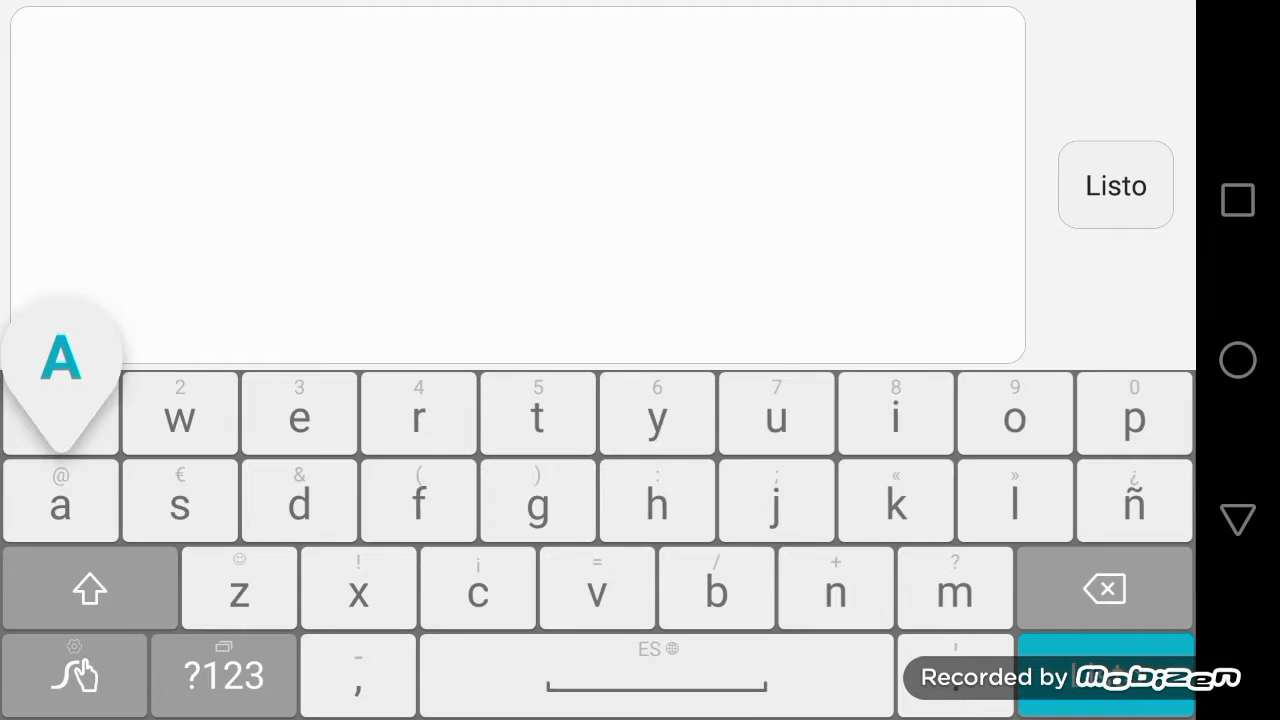 Listo
A
2 3 4 5 6 7 8 9 0
w e r t y u i o p
@ € & ( ) : ; « » ¿
a s d f g h j k l ñ
! ¡ = / + ?
z x c v b n m
- ES '
?123 ,
Recorded by Mobizen